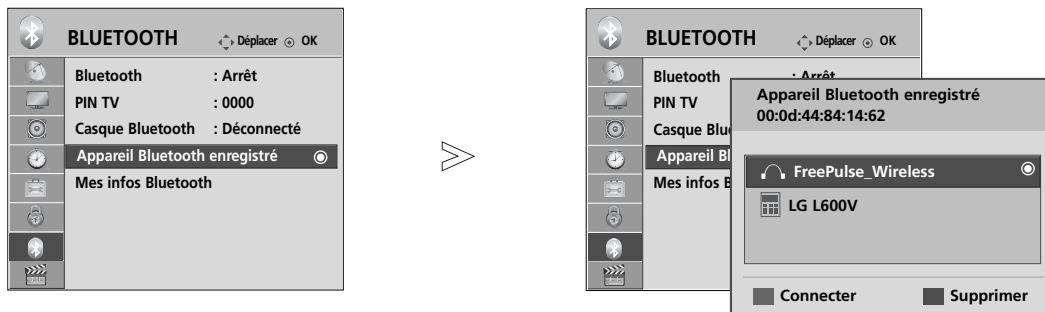 BLUETOOTH Déplacer OK
Bluetooth : Arrêt
PIN TV : 0000
Casque Bluetooth : Déconnecté
Appareil Bluetooth enregistré
Mes infos Bluetooth
BLUETOOTH Déplacer OK
Bluetooth : Arrêt
PIN TV
Casque Blu
Appareil Bl
Mes infos B
Appareil Bluetooth enregistré
00:0d:44:84:14:62
FreePulse_Wireless
LG L600V
Connecter Supprimer